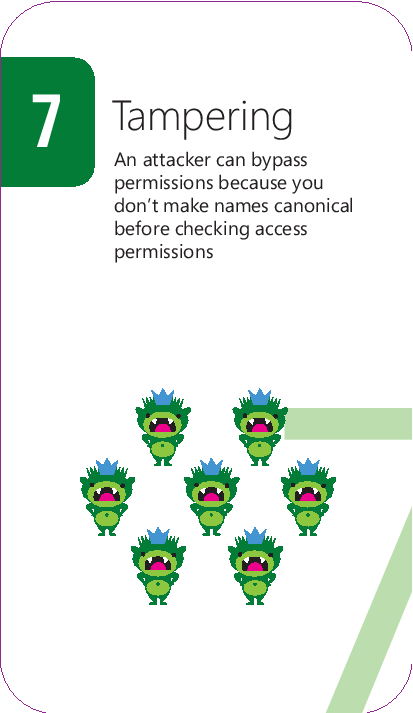 7
Tampering
An attacker can bypass
permissions because you
don't make names canonical
before checking access
permissions
7